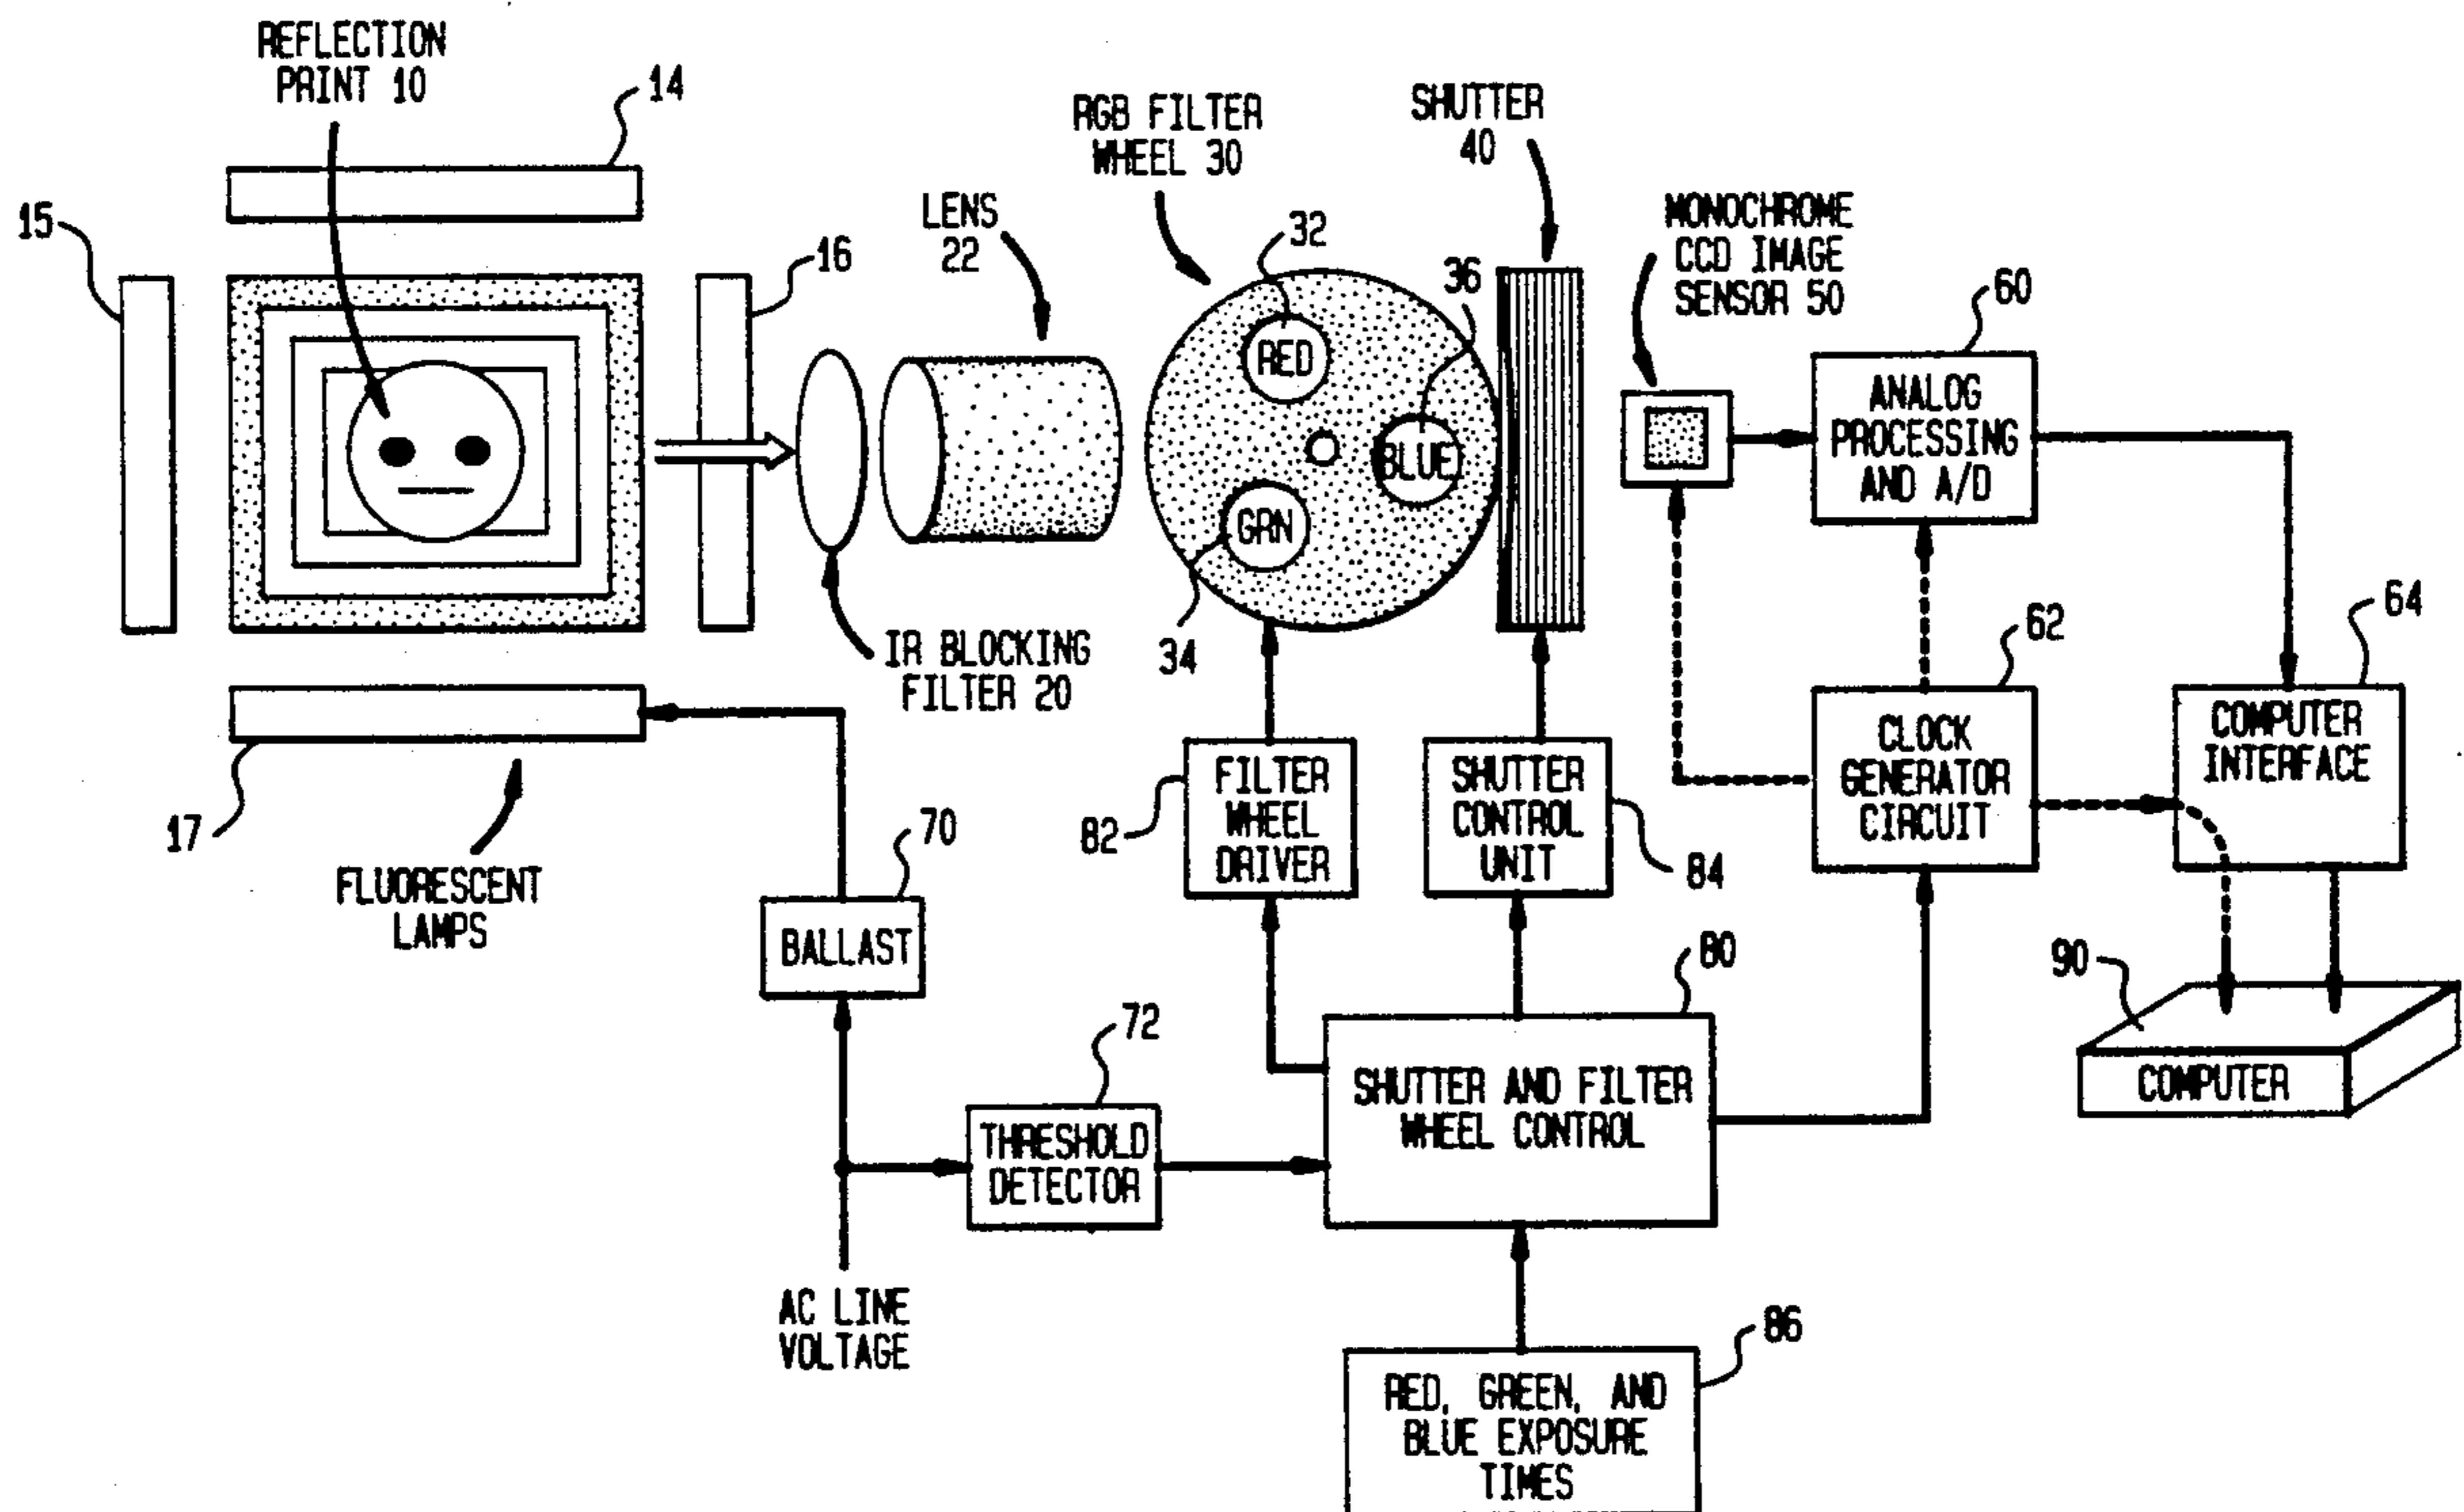 REFLECTION
PRINT 10
14
15
16
LENS
22
RGB FILTER
WHEEL 30
32
36
SHUTTER
40
MONOCHROME
CCD IMAGE
SENSOR 50
60
RED
BLUE
GRN
34
ANALOG
PROCESSING
AND A/D
IR BLOCKING
FILTER 20
62
64
17
FLUORESCENT
LAMPS
70
BALLAST
82
FILTER
WHEEL
DRIVER
SHUTTER
CONTROL
UNIT
84
CLOCK
GENERATOR
CIRCUIT
COMPUTER
INTERFACE
72
THRESHOLD
DETECTOR
80
SHUTTER AND FILTER
WHEEL CONTROL
90
COMPUTER
AC LINE
VOLTAGE
86
RED, GREEN, AND
BLUE EXPOSURE
TIMES